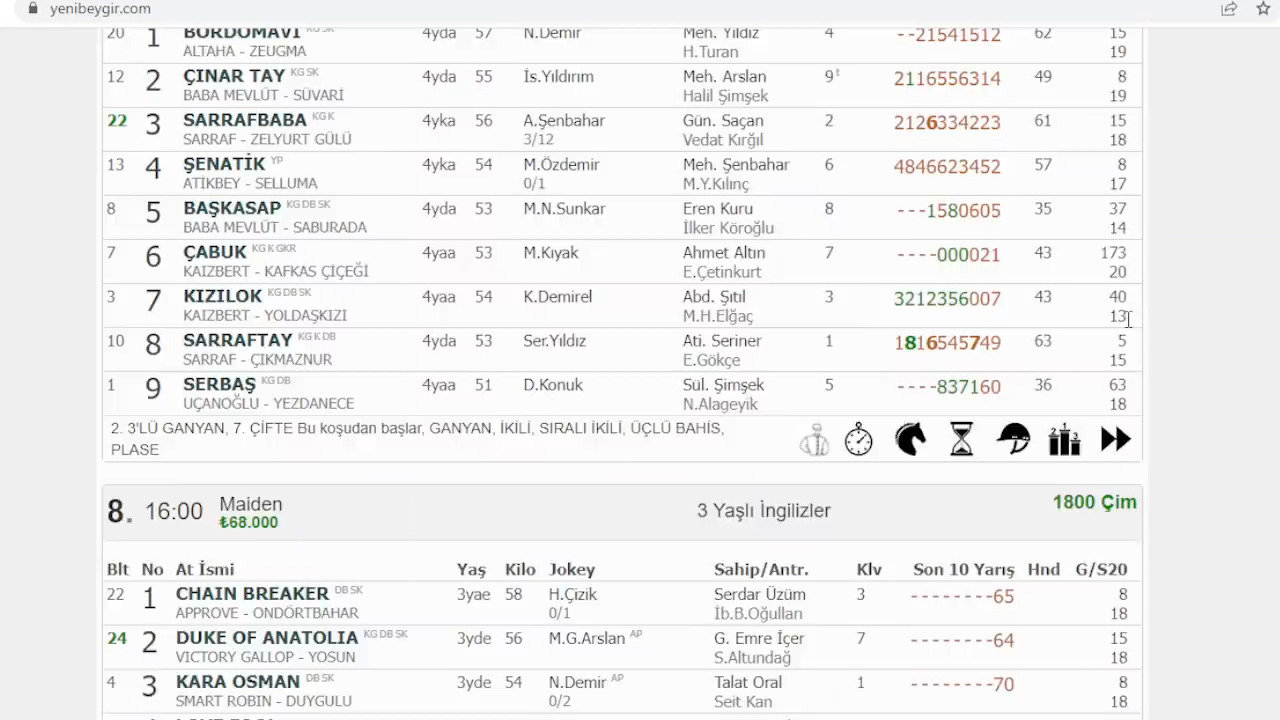 yenibeygir.com
20 1 BORDOMAVİ KG SK 4yda 57 N.Demir Meh. Yıldız 4 --21541512 62 15
ALTAHA - ZEUGMA H.Turan 19
12 2 ÇINAR TAY KG SK 4yda 55 İs.Yıldırım Meh. Arslan 9¹ 2116556314 49 8
BABA MEVLÜT - SÜVARİ Halil Şimşek 19
22 3 SARRAFBABA KG K 4yka 56 A.Şenbahar Gün. Saçan 2 2126334223 61 15
SARRAF - ZELYURT GÜLÜ 3/12 Vedat Kırğıl 18
13 4 ŞENATİK YP 4yka 54 M.Özdemir Meh. Şenbahar 6 4846623452 57 8
ATİKBEY - SELLUMA 0/1 M.Y.Kılınç 17
8 5 BAŞKASAP KG DB SK 4yda 53 M.N.Sunkar Eren Kuru 8 ---1580605 35 37
BABA MEVLÜT - SABURADA İlker Köroğlu 14
7 6 ÇABUK KG K GKR 4yaa 53 M.Kıyak Ahmet Altın 7 ----000021 43 173
KAIZBERT - KAFKAS ÇİÇEĞİ E.Çetinkurt 20
3 7 KIZILOK KG DB SK 4yaa 54 K.Demirel Abd. Şıtıl 3 3212356007 43 40
KAIZBERT - YOLDAŞKIZI M.H.Elğaç 13
10 8 SARRAFTAY KG K DB 4yda 53 Ser.Yıldız Ati. Seriner 1 1816545749 63 5
SARRAF - ÇIKMAZNUR E.Gökçe 15
1 9 SERBAŞ KG DB 4yaa 51 D.Konuk Sül. Şimşek 5 ----837160 36 63
UÇANOĞLU - YEZDANECE N.Alageyik 18
2. 3'LÜ GANYAN, 7. ÇİFTE Bu koşudan başlar, GANYAN, İKİLİ, SIRALI İKİLİ, ÜÇLÜ BAHİS,
PLASE
8. 16:00 Maiden 3 Yaşlı İngilizler 1800 Çim
₺68.000
Blt No At İsmi Yaş Kilo Jokey Sahip/Antr. Klv Son 10 Yarış Hnd G/S20
22 1 CHAIN BREAKER DB SK 3yae 58 H.Çizik Serdar Üzüm 3 --------65 8
APPROVE - ONDÖRTBAHAR 0/1 İb.B.Oğulları 18
24 2 DUKE OF ANATOLIA KG DB SK 3yde 56 M.G.Arslan AP G. Emre İçer 7 --------64 15
VICTORY GALLOP - YOSUN S.Altundağ 18
4 3 KARA OSMAN DB SK 3yde 54 N.Demir AP Talat Oral 1 --------70 8
SMART ROBIN - DUYGULU 0/2 Seit Kan 18